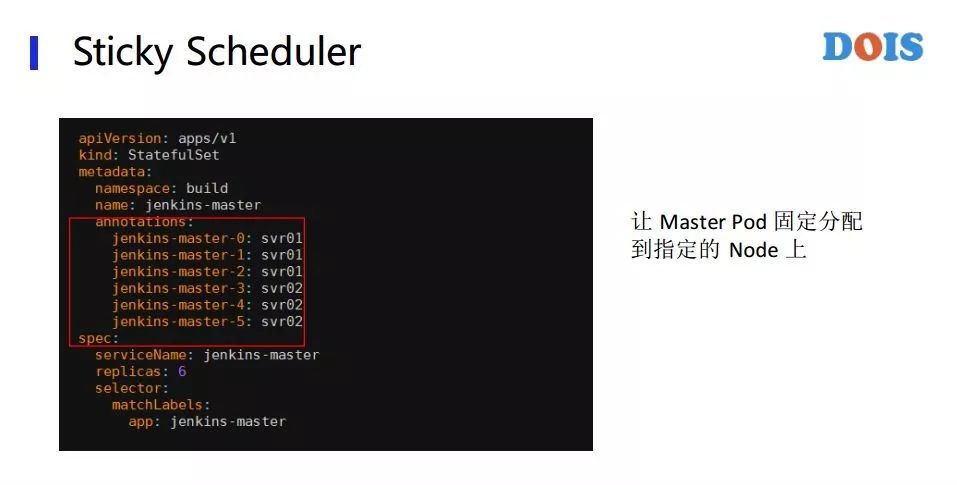 Sticky Scheduler
DOIS
apiVersion: apps/v1
kind: StatefulSet
metadata:
  namespace: build
  name: jenkins-master
  annotations:
    jenkins-master-0: svr01
    jenkins-master-1: svr01
    jenkins-master-2: svr01
    jenkins-master-3: svr02
    jenkins-master-4: svr02
    jenkins-master-5: svr02
spec:
  serviceName: jenkins-master
  replicas: 6
  selector:
    matchLabels:
      app: jenkins-master
让 Master Pod 固定分配
到指定的 Node 上